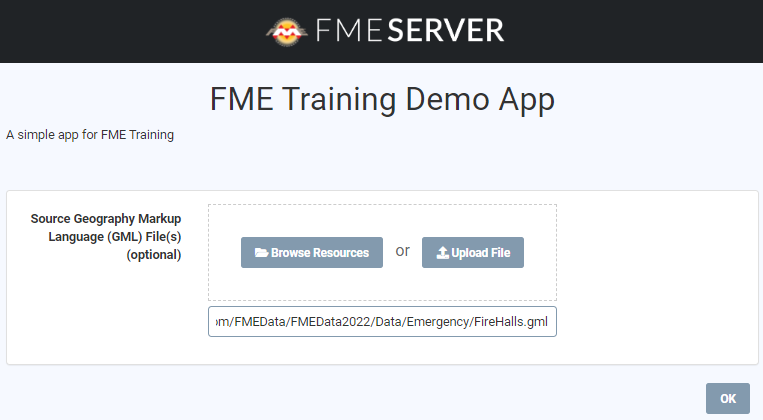 FMESERVER
FME Training Demo App
A simple app for FME Training
Source Geography Markup
Language (GML) File(s)
(optional)
Browse Resources or Upload File
om/FMEData/FMEData2022/Data/Emergency/FireHalls.gml
OK